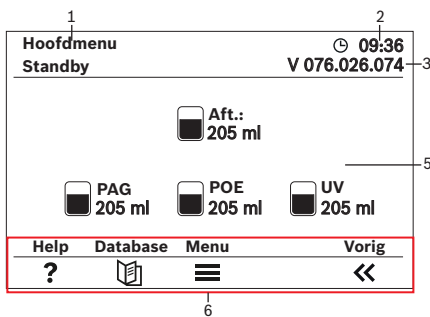 1
2
Hoofdmenu
09:36
Standby
V 076.026.074
3
Aft.:
205 ml
5
PAG
205 ml
POE
205 ml
UV
205 ml
Help Database Menu Vorig
?
6